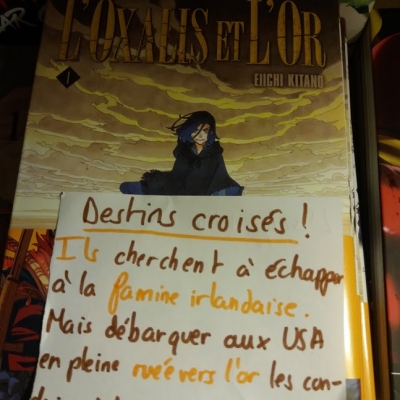 L'OXALIS ET L'OR
1
EIICHI KITANO
Destins croisés !
Ils cherchent à échapper
à la famine irlandaise.
Mais débarquer aux USA
en pleine ruée vers l'or les con-